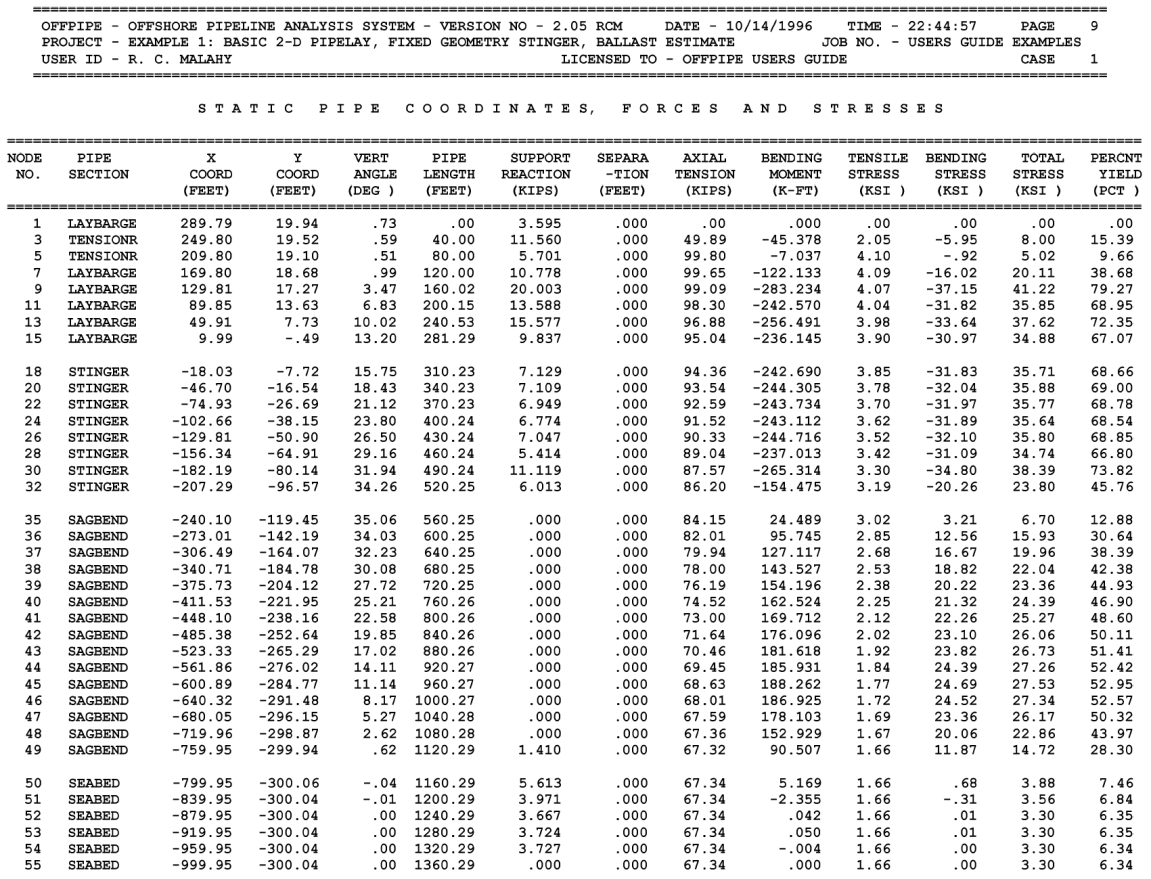 OFFPIPE - OFFSHORE PIPELINE ANALYSIS SYSTEM - VERSION NO - 2.05 RCM DATE - 10/14/1996 TIME - 22:44:57 PAGE 9
PROJECT - EXAMPLE 1: BASIC 2-D PIPELAY, FIXED GEOMETRY STINGER, BALLAST ESTIMATE JOB NO. - USERS GUIDE EXAMPLES
USER ID - R. C. MALAHY LICENSED TO - OFFPIPE USERS GUIDE CASE 1
S T A T I C P I P E C O O R D I N A T E S, F O R C E S A N D S T R E S S E S
NODE PIPE X Y VERT PIPE SUPPORT SEPARA AXIAL BENDING TENSILE BENDING TOTAL PERCNT
NO. SECTION COORD COORD ANGLE LENGTH REACTION -TION TENSION MOMENT STRESS STRESS STRESS YIELD
(FEET) (FEET) (DEG ) (FEET) (KIPS) (FEET) (KIPS) (K-FT) (KSI ) (KSI ) (KSI ) (PCT )
1 LAYBARGE 289.79 19.94 .73 .00 3.595 .000 .00 .000 .00 .00 .00 .00
3 TENSIONR 249.80 19.52 .59 40.00 11.560 .000 49.89 -45.378 2.05 -5.95 8.00 15.39
5 TENSIONR 209.80 19.10 .51 80.00 5.701 .000 99.80 -7.037 4.10 -.92 5.02 9.66
7 LAYBARGE 169.80 18.68 .99 120.00 10.778 .000 99.65 -122.133 4.09 -16.02 20.11 38.68
9 LAYBARGE 129.81 17.27 3.47 160.02 20.003 .000 99.09 -283.234 4.07 -37.15 41.22 79.27
11 LAYBARGE 89.85 13.63 6.83 200.15 13.588 .000 98.30 -242.570 4.04 -31.82 35.85 68.95
13 LAYBARGE 49.91 7.73 10.02 240.53 15.577 .000 96.88 -256.491 3.98 -33.64 37.62 72.35
15 LAYBARGE 9.99 -.49 13.20 281.29 9.837 .000 95.04 -236.145 3.90 -30.97 34.88 67.07
18 STINGER -18.03 -7.72 15.75 310.23 7.129 .000 94.36 -242.690 3.85 -31.83 35.71 68.66
20 STINGER -46.70 -16.54 18.43 340.23 7.109 .000 93.54 -244.305 3.78 -32.04 35.88 69.00
22 STINGER -74.93 -26.69 21.12 370.23 6.949 .000 92.59 -243.734 3.70 -31.97 35.77 68.78
24 STINGER -102.66 -38.15 23.80 400.24 6.774 .000 91.52 -243.112 3.62 -31.89 35.64 68.54
26 STINGER -129.81 -50.90 26.50 430.24 7.047 .000 90.33 -244.716 3.52 -32.10 35.80 68.85
28 STINGER -156.34 -64.91 29.16 460.24 5.414 .000 89.04 -237.013 3.42 -31.09 34.74 66.80
30 STINGER -182.19 -80.14 31.94 490.24 11.119 .000 87.57 -265.314 3.30 -34.80 38.39 73.82
32 STINGER -207.29 -96.57 34.26 520.25 6.013 .000 86.20 -154.475 3.19 -20.26 23.80 45.76
35 SAGBEND -240.10 -119.45 35.06 560.25 .000 .000 84.15 24.489 3.02 3.21 6.70 12.88
36 SAGBEND -273.01 -142.19 34.03 600.25 .000 .000 82.01 95.745 2.85 12.56 15.93 30.64
37 SAGBEND -306.49 -164.07 32.23 640.25 .000 .000 79.94 127.117 2.68 16.67 19.96 38.39
38 SAGBEND -340.71 -184.78 30.08 680.25 .000 .000 78.00 143.527 2.53 18.82 22.04 42.38
39 SAGBEND -375.73 -204.12 27.72 720.25 .000 .000 76.19 154.196 2.38 20.22 23.36 44.93
40 SAGBEND -411.53 -221.95 25.21 760.26 .000 .000 74.52 162.524 2.25 21.32 24.39 46.90
41 SAGBEND -448.10 -238.16 22.58 800.26 .000 .000 73.00 169.712 2.12 22.26 25.27 48.60
42 SAGBEND -485.38 -252.64 19.85 840.26 .000 .000 71.64 176.096 2.02 23.10 26.06 50.11
43 SAGBEND -523.33 -265.29 17.02 880.26 .000 .000 70.46 181.618 1.92 23.82 26.73 51.41
44 SAGBEND -561.86 -276.02 14.11 920.27 .000 .000 69.45 185.931 1.84 24.39 27.26 52.42
45 SAGBEND -600.89 -284.77 11.14 960.27 .000 .000 68.63 188.262 1.77 24.69 27.53 52.95
46 SAGBEND -640.32 -291.48 8.17 1000.27 .000 .000 68.01 186.925 1.72 24.52 27.34 52.57
47 SAGBEND -680.05 -296.15 5.27 1040.28 .000 .000 67.59 178.103 1.69 23.36 26.17 50.32
48 SAGBEND -719.96 -298.87 2.62 1080.28 .000 .000 67.36 152.929 1.67 20.06 22.86 43.97
49 SAGBEND -759.95 -299.94 .62 1120.29 1.410 .000 67.32 90.507 1.66 11.87 14.72 28.30
50 SEABED -799.95 -300.06 -.04 1160.29 5.613 .000 67.34 5.169 1.66 .68 3.88 7.46
51 SEABED -839.95 -300.04 -.01 1200.29 3.971 .000 67.34 -2.355 1.66 -.31 3.56 6.84
52 SEABED -879.95 -300.04 .00 1240.29 3.667 .000 67.34 .042 1.66 .01 3.30 6.35
53 SEABED -919.95 -300.04 .00 1280.29 3.724 .000 67.34 .050 1.66 .01 3.30 6.35
54 SEABED -959.95 -300.04 .00 1320.29 3.727 .000 67.34 -.004 1.66 .00 3.30 6.34
55 SEABED -999.95 -300.04 .00 1360.29 .000 .000 67.34 .000 1.66 .00 3.30 6.34